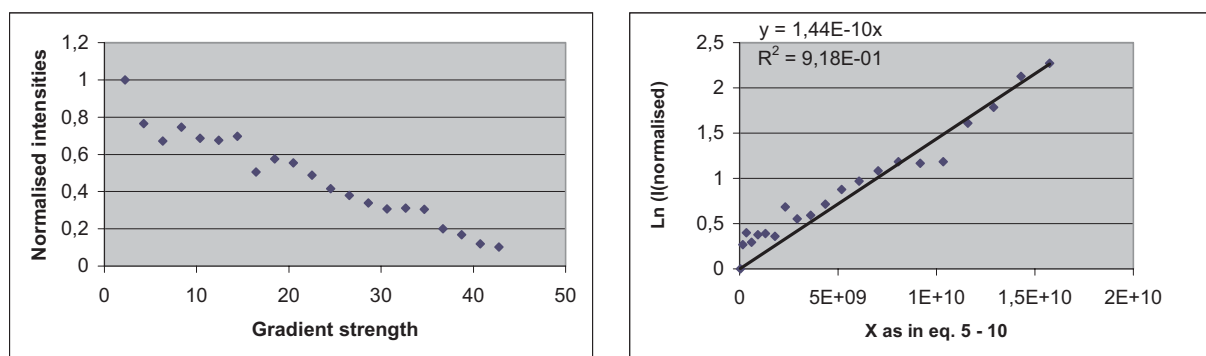 Normalised intensities
1,2
1
0,8
0,6
0,4
0,2
0
0 10 20 30 40 50
Gradient strength
y = 1,44E-10x
R² = 9,18E-01
Ln (I(normalised)
2,5
2
1,5
1
0,5
0
0 5E+09 1E+10 1,5E+10 2E+10
X as in eq. 5 - 10